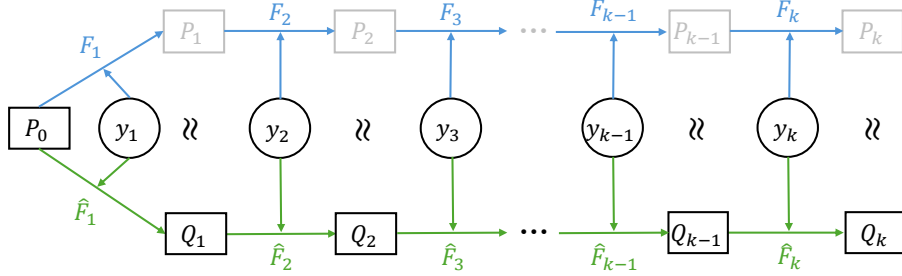 F₁ F₂ F₃ Fₖ₋₁ Fₖ
P₁ P₂ ··· Pₖ₋₁ Pₖ
P₀ y₁ ≈ y₂ ≈ y₃ yₖ₋₁ ≈ yₖ ≈
Q₁ Q₂ ··· Qₖ₋₁ Qₖ
F̂₁ F̂₂ F̂₃ F̂ₖ₋₁ F̂ₖ